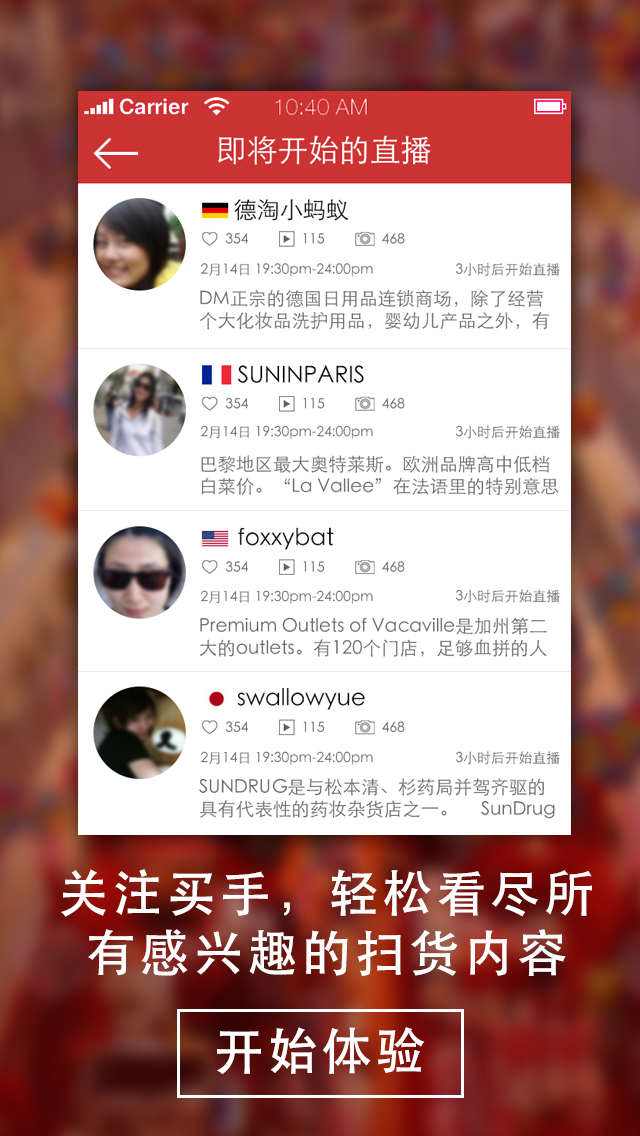 Carrier 10:40 AM
即将开始的直播
德淘小蚂蚁
354 115 468
2月14日 19:30pm-24:00pm 3小时后开始直播
DM正宗的德国日用品连锁商场，除了经营
个大化妆品洗护用品，婴幼儿产品之外，有
SUNINPARIS
354 115 468
2月14日 19:30pm-24:00pm 3小时后开始直播
巴黎地区最大奥特莱斯。欧洲品牌高中低档
白菜价。“La Vallee”在法语里的特别意思
foxxybat
354 115 468
2月14日 19:30pm-24:00pm 3小时后开始直播
Premium Outlets of Vacaville是加州第二
大的outlets。有120个门店，足够血拼的人
swallowyue
354 115 468
2月14日 19:30pm-24:00pm 3小时后开始直播
SUNDRUG是与松本清、杉药局并驾齐驱的
具有代表性的药妆杂货店之一。 SunDrug
关注买手，轻松看尽所
有感兴趣的扫货内容
开始体验